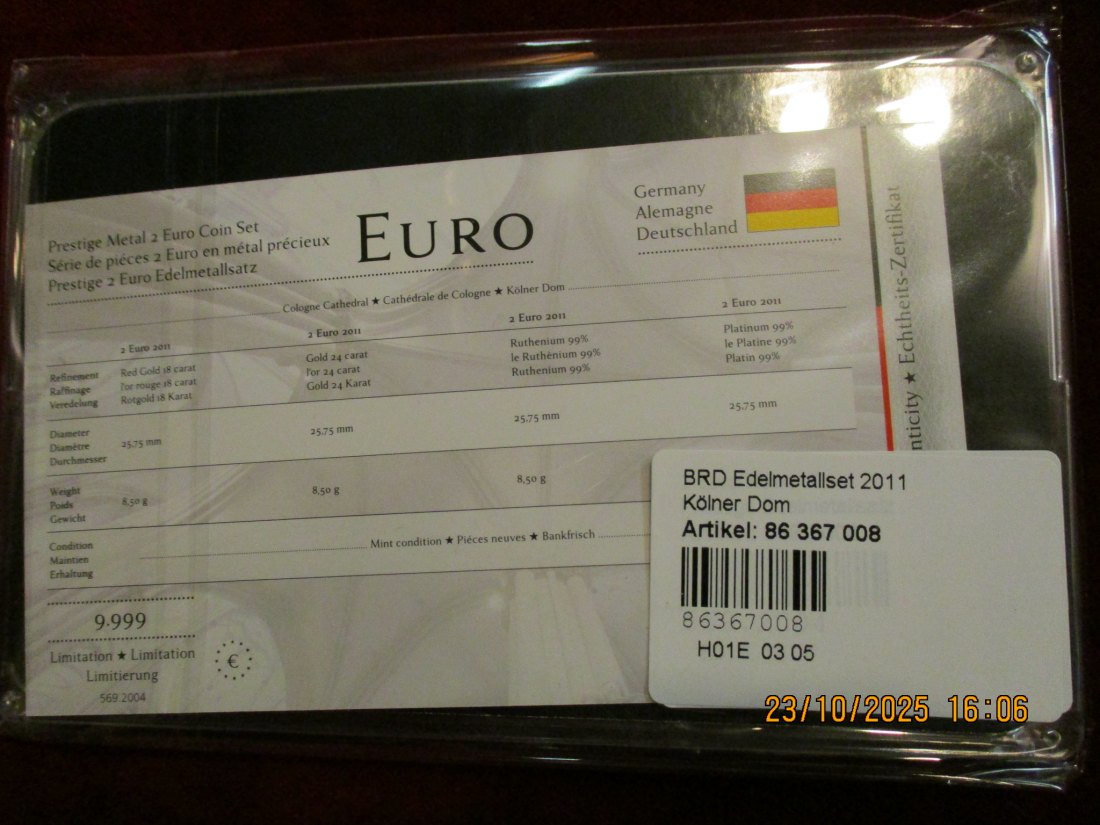 Prestige Metal 2 Euro Coin Set
Série de piéces 2 Euro en métal précieux
Prestige 2 Euro Edelmetallsatz
EURO
Germany
Alemagne
Deutschland
Cologne Cathedral ★ Cathédrale de Cologne ★ Kölner Dom
2 Euro 2011 2 Euro 2011 2 Euro 2011 2 Euro 2011
Refinement Red Gold 18 carat Gold 24 carat Ruthenium 99% Platinum 99%
Raffinage l'or rouge 18 carat l'or 24 carat le Ruthénium 99% le Platine 99%
Veredelung Rotgold 18 Karat Gold 24 Karat Ruthenium 99% Platin 99%
Diameter
Diamètre 25,75 mm 25,75 mm 25,75 mm 25,75 mm
Durchmesser
Weight
Poids 8,50 g 8,50 g 8,50 g
Gewicht
Condition
Maintien Mint condition ★ Piéces neuves ★ Bankfrisch
Erhaltung
9.999
Limitation ★ Limitation
Limitierung
569.2004
€
nticity ★ Echtheits-Zertifikat
BRD Edelmetallset 2011
Kölner Dom
Artikel: 86 367 008
86367008
H01E 03 05
23/10/2025 16:06